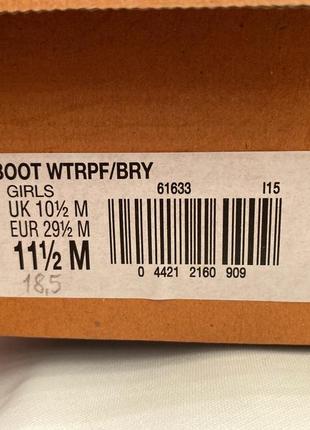 BOOT WTRPF/BRY
GIRLS 61633 I15
UK 10½ M
EUR 29½ M
11½ M
18,5
0 4421 2160 909